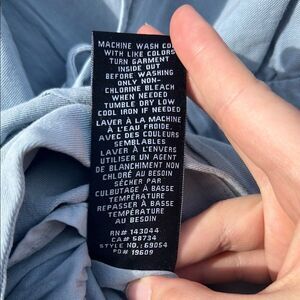 MACHINE WASH COLD
WITH LIKE COLORS
TURN GARMENT
INSIDE OUT
BEFORE WASHING
ONLY NON-
CHLORINE BLEACH
WHEN NEEDED
TUMBLE DRY LOW
COOL IRON IF NEEDED
LAVER À LA MACHINE
À L'EAU FROIDE,
AVEC DES COULEURS
SEMBLABLES
LAVER À L'ENVERS
UTILISER UN AGENT
DE BLANCHIMENT NON
CHLORÉ AU BESOIN
SÉCHER PAR
CULBUTAGE À BASSE
TEMPÉRATURE
REPASSER À BASSE
TEMPÉRATURE
AU BESOIN
RN# 143044
CA# 58734
STYLE NO.: 69054
PO# 19609